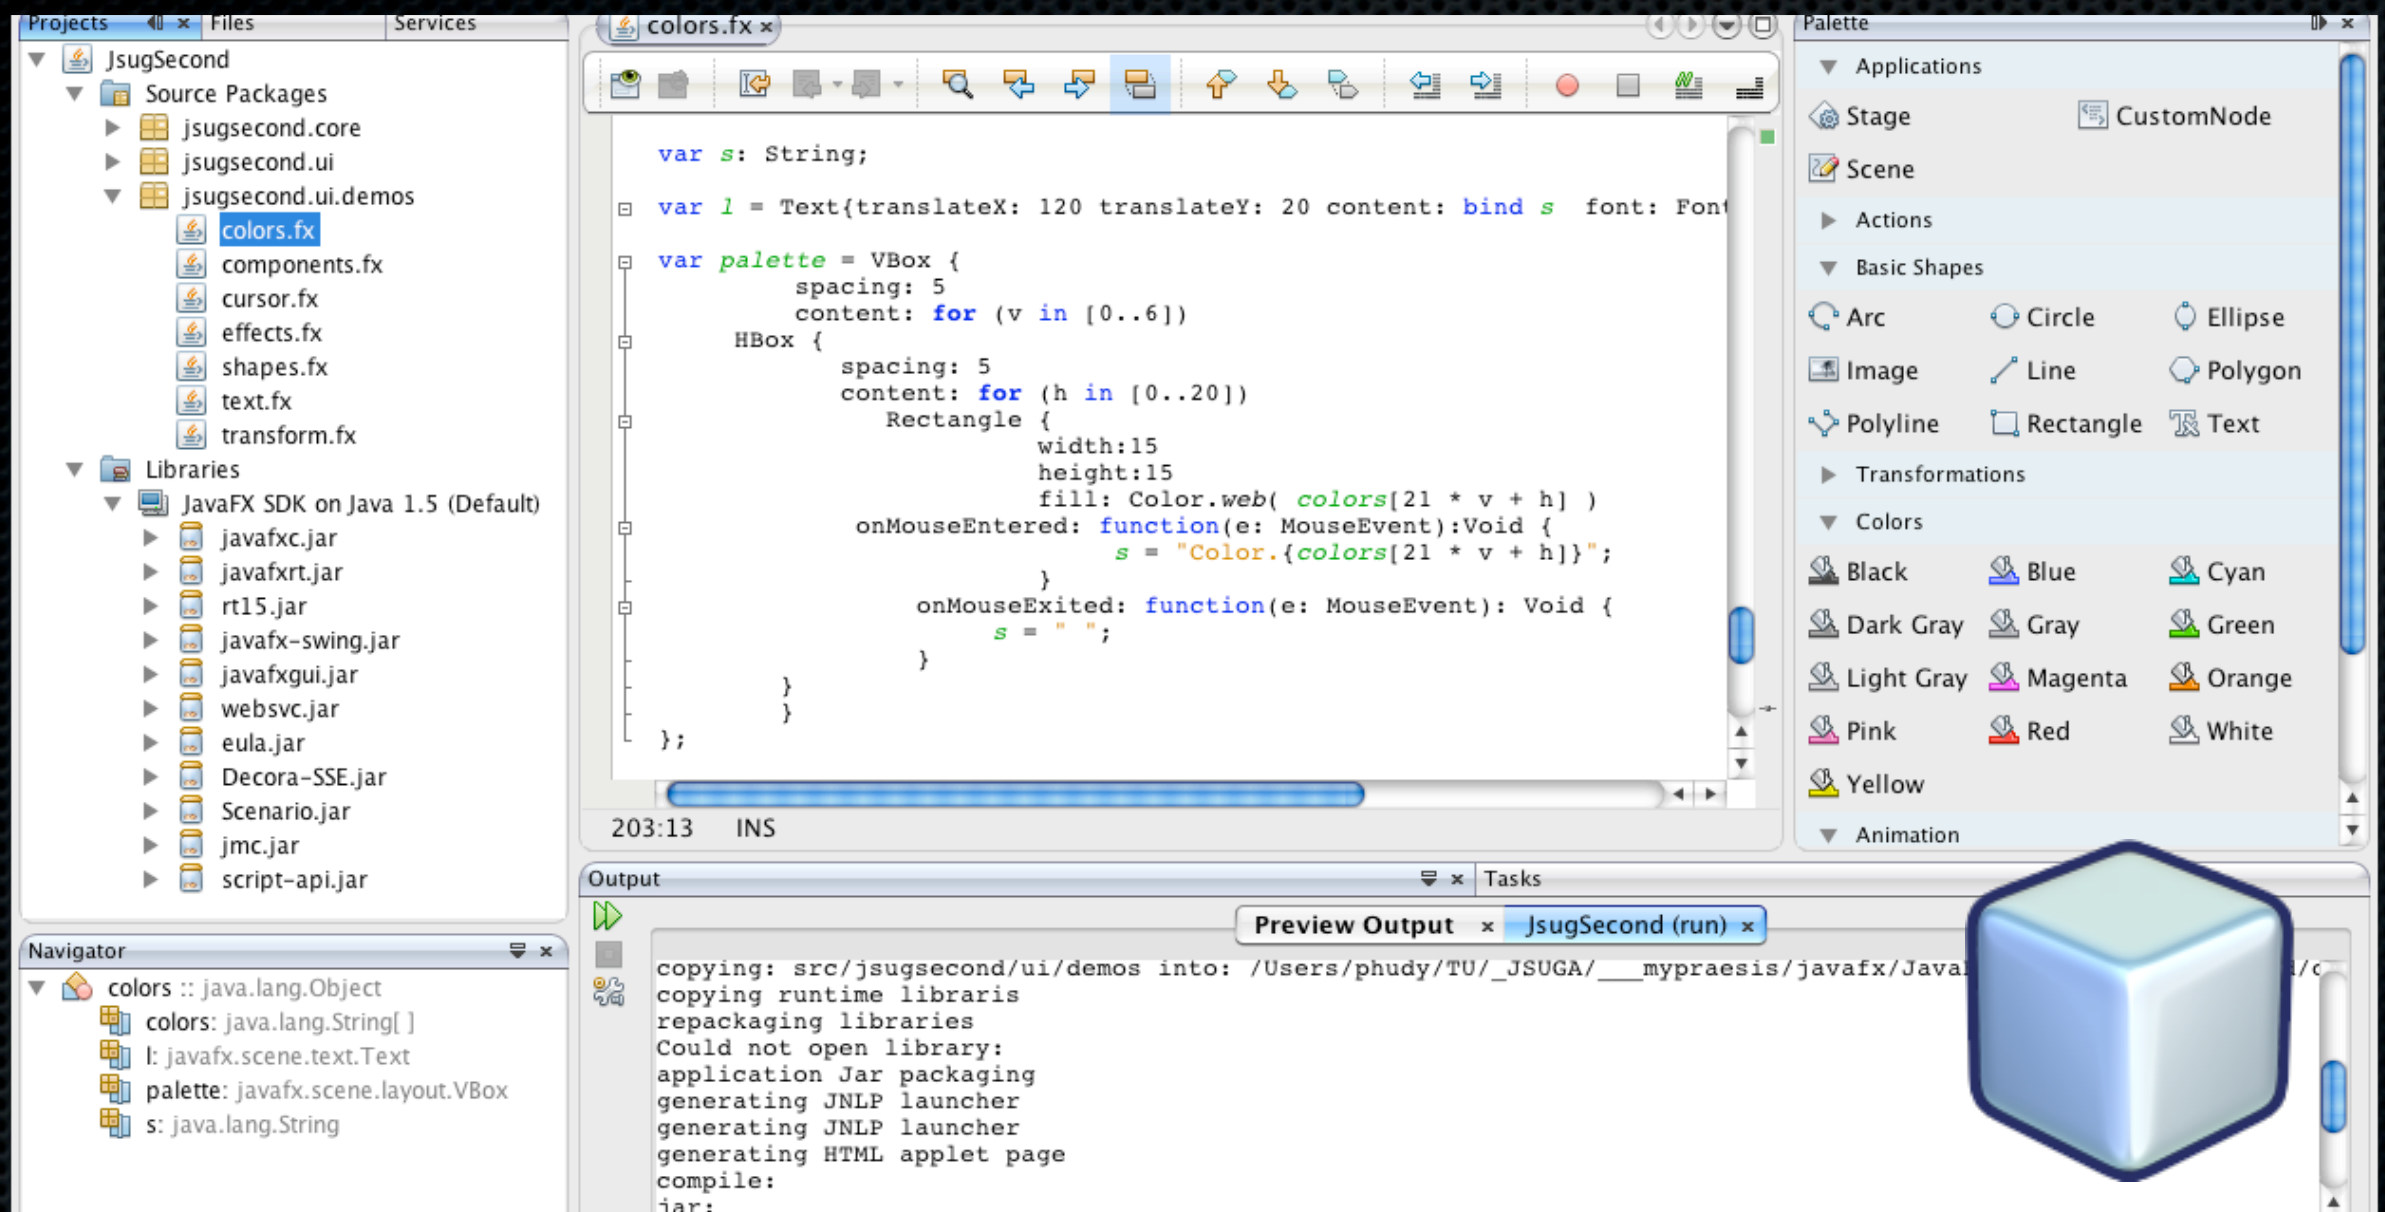 Projects
Files
Services
JsugSecond
Source Packages
jsugsecond.core
jsugsecond.ui
jsugsecond.ui.demos
colors.fx
components.fx
cursor.fx
effects.fx
shapes.fx
text.fx
transform.fx
Libraries
JavaFX SDK on Java 1.5 (Default)
javafxc.jar
javafxrt.jar
rt15.jar
javafx-swing.jar
javafxgui.jar
websvc.jar
eula.jar
Decora-SSE.jar
Scenario.jar
jmc.jar
script-api.jar
Navigator
colors :: java.lang.Object
colors: java.lang.String[ ]
l: javafx.scene.text.Text
palette: javafx.scene.layout.VBox
s: java.lang.String
colors.fx
var s: String;
var l = Text{translateX: 120 translateY: 20 content: bind s  font: Font
var palette = VBox {
spacing: 5
content: for (v in [0..6])
HBox {
spacing: 5
content: for (h in [0..20])
Rectangle {
width:15
height:15
fill: Color.web( colors[21 * v + h] )
onMouseEntered: function(e: MouseEvent):Void {
s = "Color.{colors[21 * v + h]}";
}
onMouseExited: function(e: MouseEvent): Void {
s = " ";
}
}
}
};
203:13 INS
Palette
Applications
Stage CustomNode
Scene
Actions
Basic Shapes
Arc Circle Ellipse
Image Line Polygon
Polyline Rectangle Text
Transformations
Colors
Black Blue Cyan
Dark Gray Gray Green
Light Gray Magenta Orange
Pink Red White
Yellow
Animation
Output
Tasks
Preview Output
JsugSecond (run)
copying: src/jsugsecond/ui/demos into: /Users/phudy/TU/_JSUGA/___mypraesis/javafx/Java
copying runtime libraris
repackaging libraries
Could not open library:
application Jar packaging
generating JNLP launcher
generating JNLP launcher
generating HTML applet page
compile:
jar: